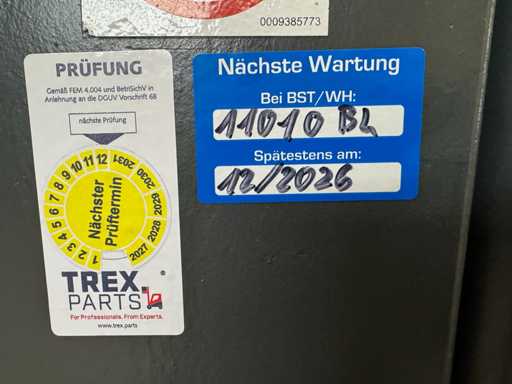 0009385773
PRÜFUNG
Gemäß FEM 4.004 und BetrSichV in
Anlehnung an die DGUV Vorschrift 68
nächste Prüfung
1 2 3 4 5 6 7 8 9 10 11 12
2031 2030 2029 2028 2027
Nächster
Prüftermin
TREX
PARTS
®
For Professionals. From Experts.
www.trex.parts
Nächste Wartung
Bei BST/WH:
11010 BL
Spätestens am:
12/2026